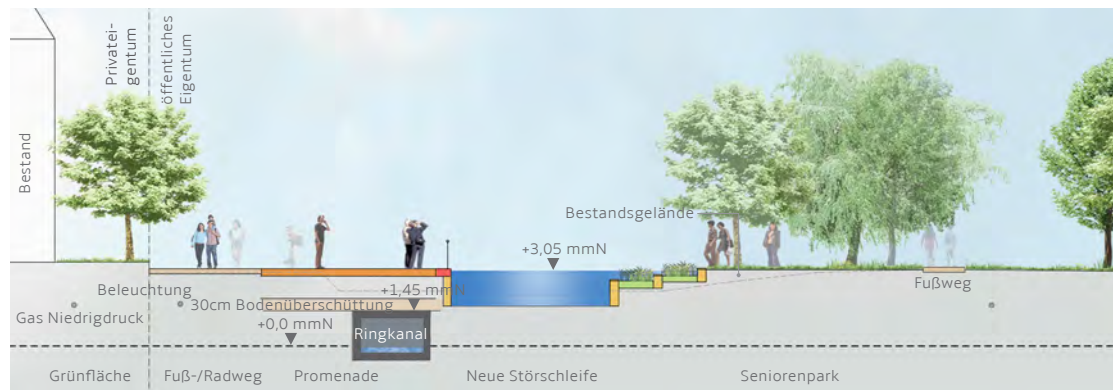 Privatei-
gentum
öffentliches
Eigentum
Bestand
Bestandsgelände
+3,05 mmN
Beleuchtung
+1,45 mmN
30cm Bodenüberschüttung
Fußweg
Gas Niedrigdruck
+0,0 mmN
Ringkanal
Grünfläche
Fuß-/Radweg
Promenade
Neue Störschleife
Seniorenpark